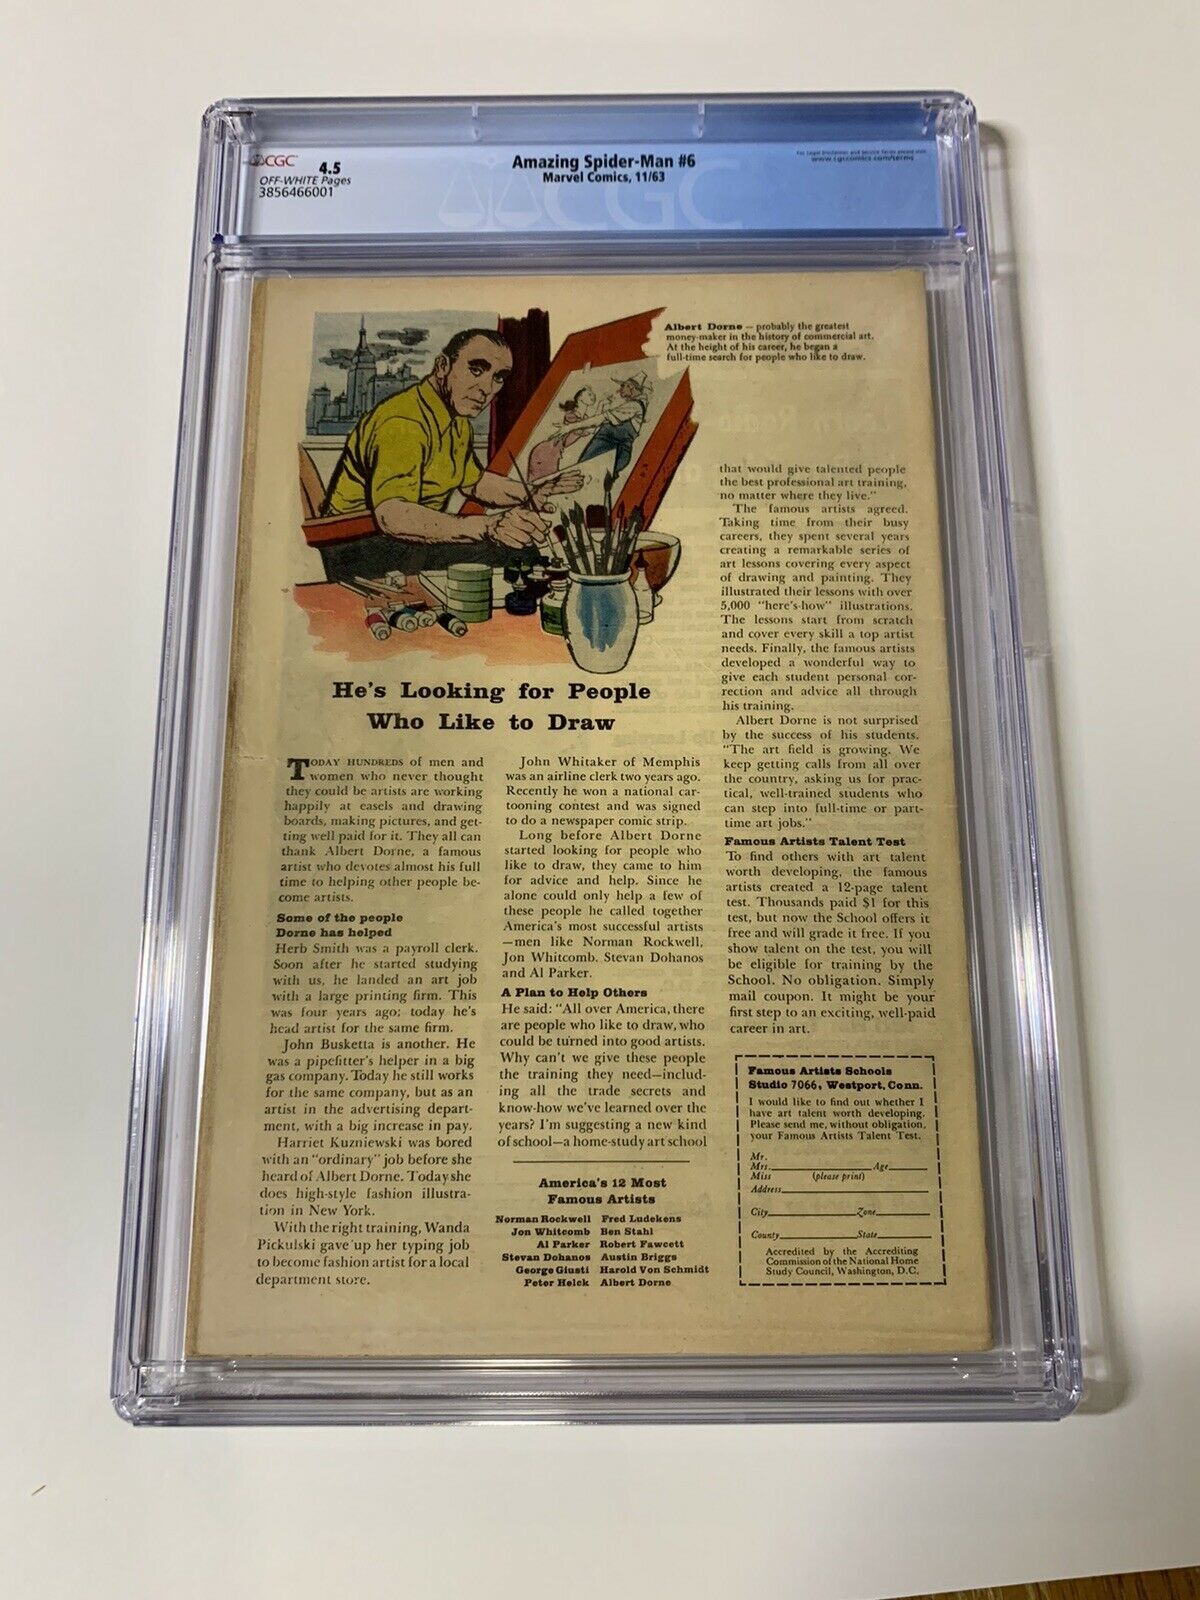 CGC 4.5
OFF-WHITE Pages
3856466001
Amazing Spider-Man #6
Marvel Comics, 11/63
For Legal Disclaimer and Service Terms please visit
www.cgccomics.com/terms
CGC
Albert Dorne — probably the greatest
money-maker in the history of commercial art.
At the height of his career, he began a
full-time search for people who like to draw.
He's Looking for People
Who Like to Draw
TODAY HUNDREDS of men and
women who never thought
they could be artists are working
happily at easels and drawing
boards, making pictures, and get-
ting well paid for it. They all can
thank Albert Dorne, a famous
artist who devotes almost his full
time to helping other people be-
come artists.
Some of the people
Dorne has helped
Herb Smith was a payroll clerk.
Soon after he started studying
with us, he landed an art job
with a large printing firm. This
was four years ago; today he's
head artist for the same firm.
John Busketta is another. He
was a pipefitter's helper in a big
gas company. Today he still works
for the same company, but as an
artist in the advertising depart-
ment, with a big increase in pay.
Harriet Kuzniewski was bored
with an "ordinary" job before she
heard of Albert Dorne. Today she
does high-style fashion illustra-
tion in New York.
With the right training, Wanda
Pickulski gave up her typing job
to become fashion artist for a local
department store.
John Whitaker of Memphis
was an airline clerk two years ago.
Recently he won a national car-
tooning contest and was signed
to do a newspaper comic strip.
Long before Albert Dorne
started looking for people who
like to draw, they came to him
for advice and help. Since he
alone could only help a few of
these people he called together
America's most successful artists
—men like Norman Rockwell,
Jon Whitcomb, Stevan Dohanos
and Al Parker.
A Plan to Help Others
He said: "All over America, there
are people who like to draw, who
could be turned into good artists.
Why can't we give these people
the training they need—includ-
ing all the trade secrets and
know-how we've learned over the
years? I'm suggesting a new kind
of school—a home-study art school
that would give talented people
the best professional art training,
no matter where they live."
The famous artists agreed.
Taking time from their busy
careers, they spent several years
creating a remarkable series of
art lessons covering every aspect
of drawing and painting. They
illustrated their lessons with over
5,000 "here's-how" illustrations.
The lessons start from scratch
and cover every skill a top artist
needs. Finally, the famous artists
developed a wonderful way to
give each student personal cor-
rection and advice all through
his training.
Albert Dorne is not surprised
by the success of his students.
"The art field is growing. We
keep getting calls from all over
the country, asking us for prac-
tical, well-trained students who
can step into full-time or part-
time art jobs."
Famous Artists Talent Test
To find others with art talent
worth developing, the famous
artists created a 12-page talent
test. Thousands paid $1 for this
test, but now the School offers it
free and will grade it free. If you
show talent on the test, you will
be eligible for training by the
School. No obligation. Simply
mail coupon. It might be your
first step to an exciting, well-paid
career in art.
America's 12 Most
Famous Artists
Norman Rockwell Fred Ludekens
Jon Whitcomb Ben Stahl
Al Parker Robert Fawcett
Stevan Dohanos Austin Briggs
George Giusti Harold Von Schmidt
Peter Helck Albert Dorne
Famous Artists Schools
Studio 7066, Westport, Conn.
I would like to find out whether I
have art talent worth developing.
Please send me, without obligation,
your Famous Artists Talent Test.
Mr.
Mrs. Age
Miss (please print)
Address
City Zone
County State
Accredited by the Accrediting
Commission of the National Home
Study Council, Washington, D.C.